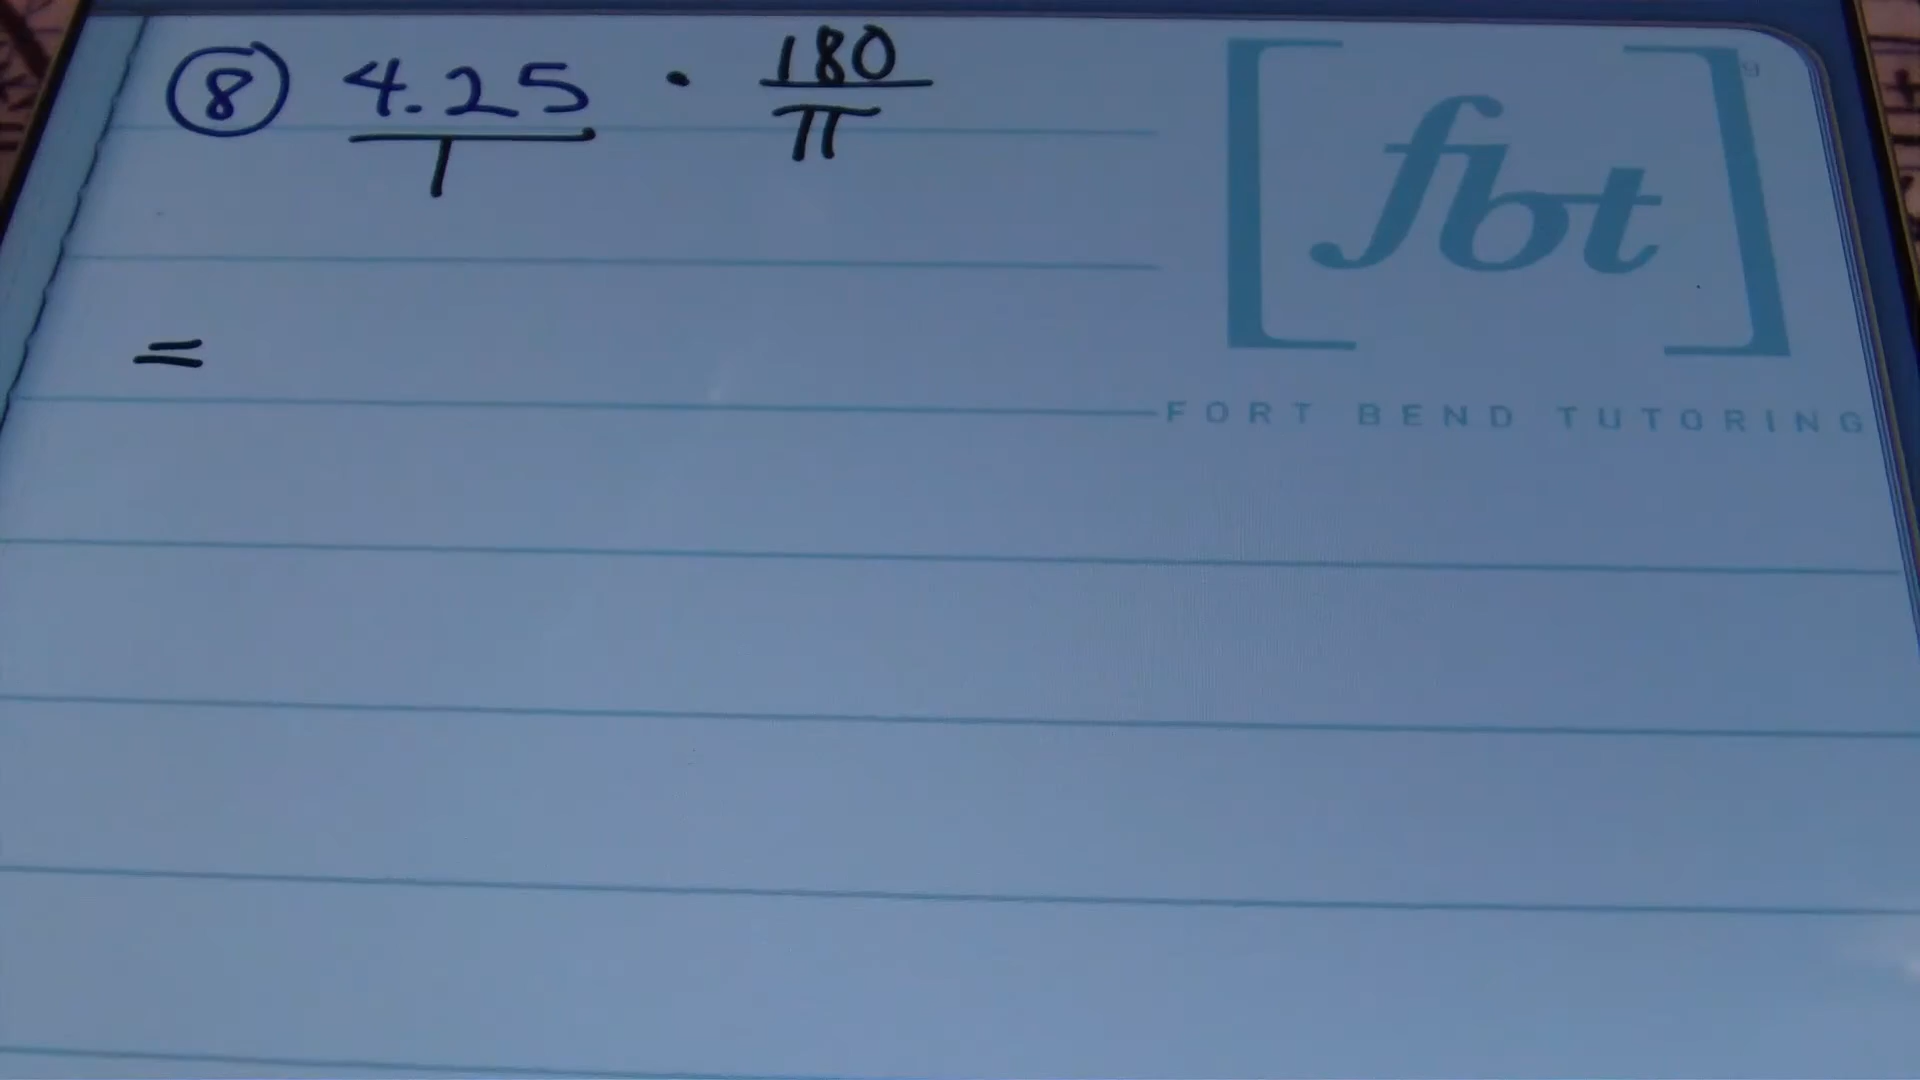 ⑧ 4.25/1 · 180/π
=
[fbt]
FORT BEND TUTORING